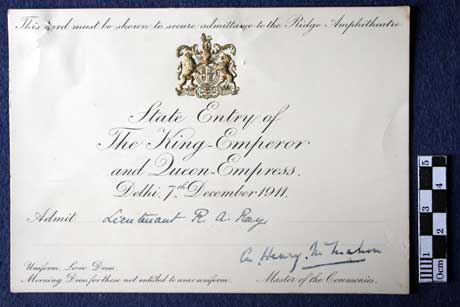 This card must be shown to secure admittance to the Ridge Amphitheatre.
State Entry of
The King-Emperor
and Queen-Empress.
Delhi, 7th December 1911.
Admit Lieutenant R. A. Ray
A Henry McMahon
Uniform, Levée Dress.
Morning Dress for those not entitled to wear uniform.
Master of the Ceremonies.
0cm 1 2 3 4 5